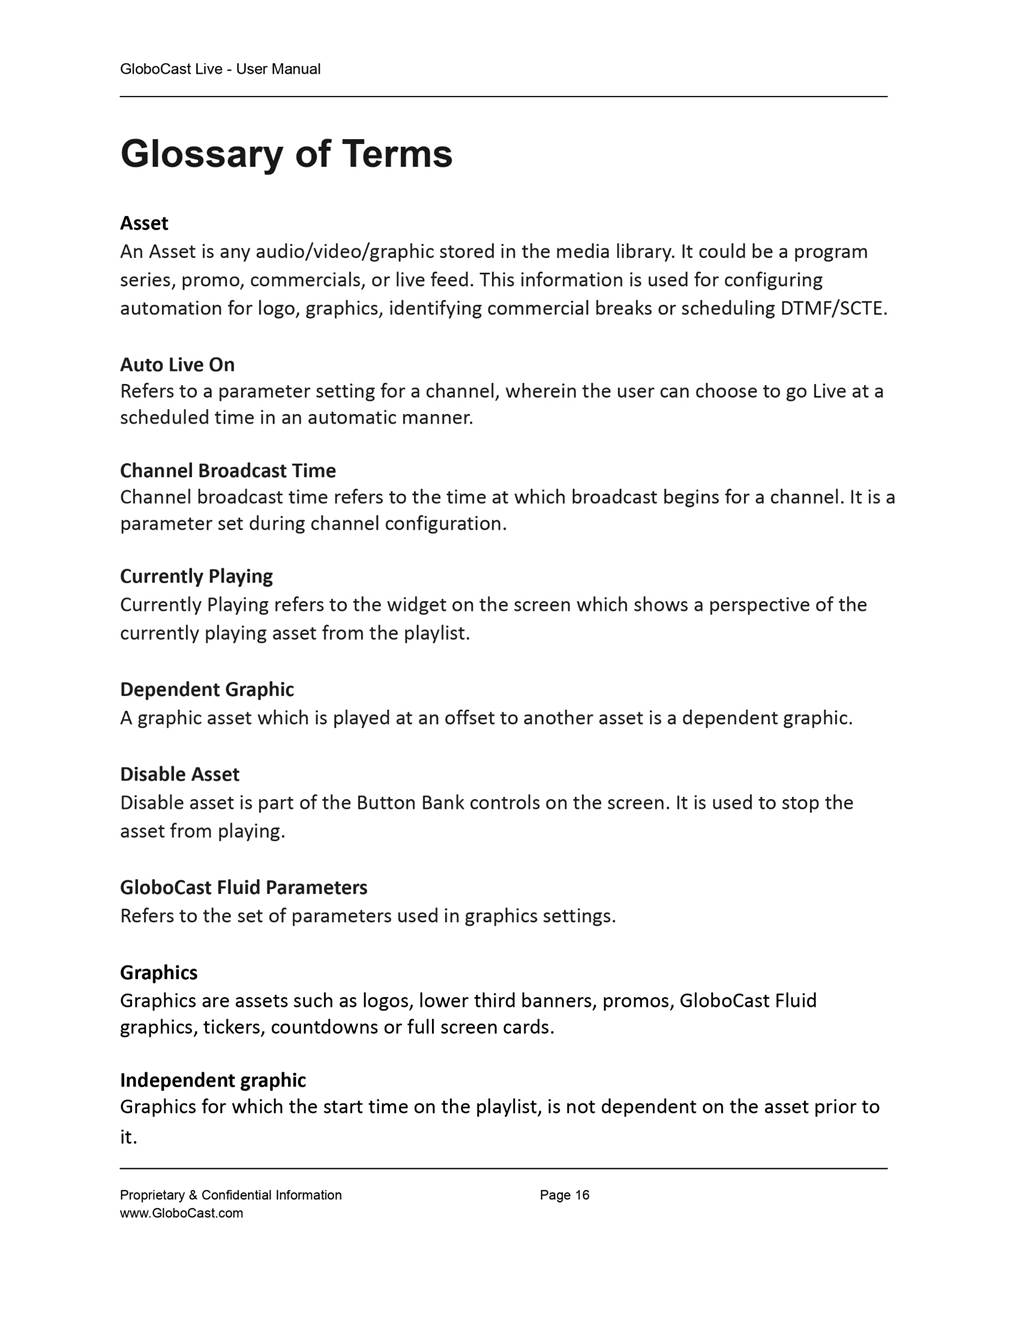 GloboCast Live - User Manual
Glossary of Terms
Asset
An Asset is any audio/video/graphic stored in the media library. It could be a program
series, promo, commercials, or live feed. This information is used for configuring
automation for logo, graphics, identifying commercial breaks or scheduling DTMF/SCTE.
Auto Live On
Refers to a parameter setting for a channel, wherein the user can choose to go Live at a
scheduled time in an automatic manner.
Channel Broadcast Time
Channel broadcast time refers to the time at which broadcast begins for a channel. It is a
parameter set during channel configuration.
Currently Playing
Currently Playing refers to the widget on the screen which shows a perspective of the
currently playing asset from the playlist.
Dependent Graphic
A graphic asset which is played at an offset to another asset is a dependent graphic.
Disable Asset
Disable asset is part of the Button Bank controls on the screen. It is used to stop the
asset from playing.
GloboCast Fluid Parameters
Refers to the set of parameters used in graphics settings.
Graphics
Graphics are assets such as logos, lower third banners, promos, GloboCast Fluid
graphics, tickers, countdowns or full screen cards.
Independent graphic
Graphics for which the start time on the playlist, is not dependent on the asset prior to
it.
Proprietary & Confidential Information Page 16
www.GloboCast.com